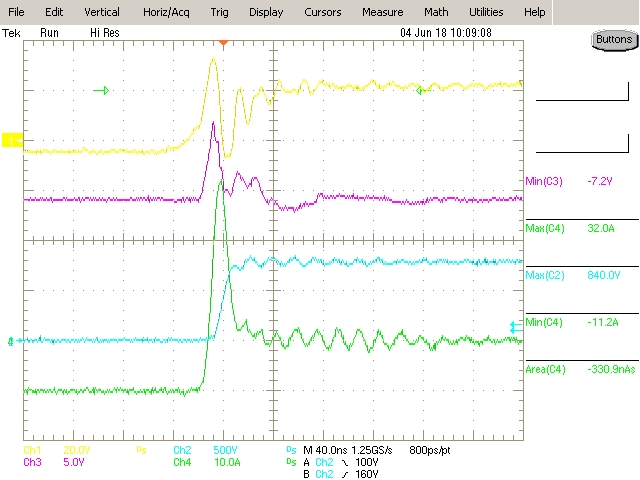 File Edit Vertical Horiz/Acq Trig Display Cursors Measure Math Utilities Help
Tek Run Hi Res 04 Jun 18 10:09:08
Buttons
Min(C3) -7.2V
Max(C4) 32.0A
Max(C2) 840.0V
Min(C4) -11.2A
Area(C4) -330.9nAs
Ch1 20.0V Ds Ch2 500V Ds M 40.0ns 1.25GS/s 800ps/pt
Ch3 5.0V Ch4 10.0A Ds A Ch2 100V
B Ch2 160V